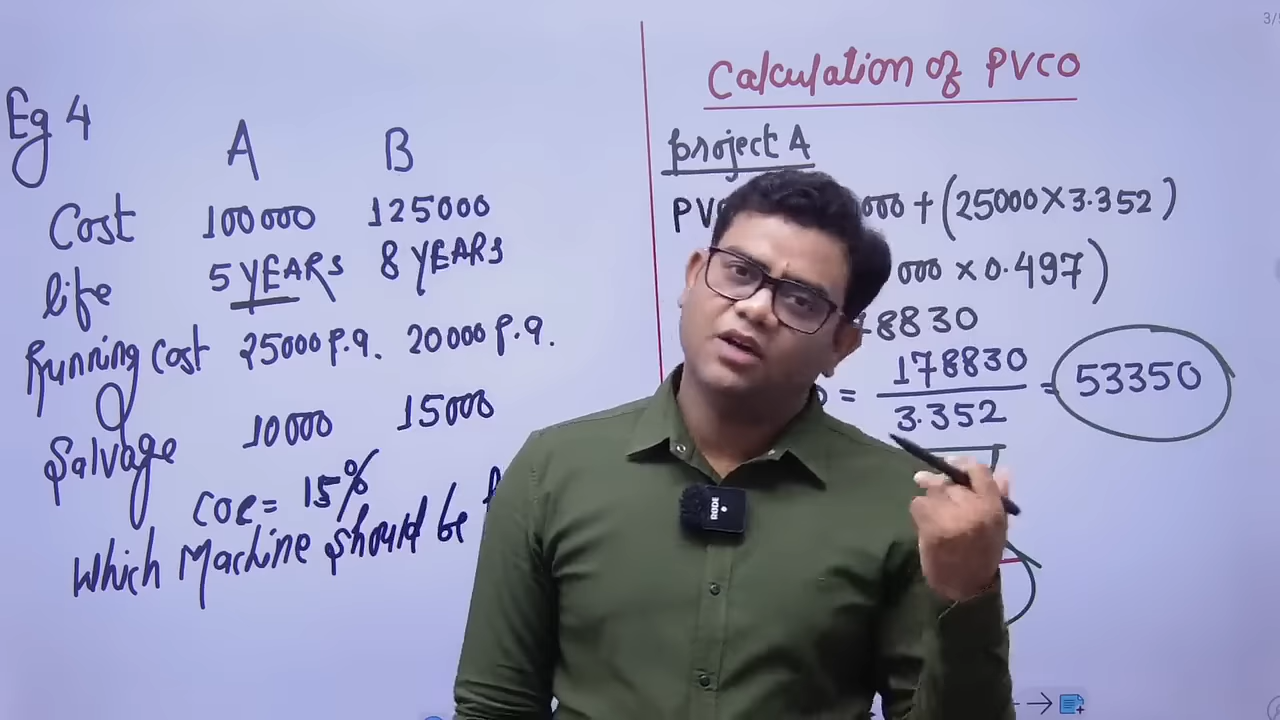 Eg 4
A B
Cost 100000 125000
life 5 YEARS 8 YEARS
Running Cost 25000 p.a. 20000 p.a.
Salvage 10000 15000
COC = 15%
Which Machine should be
Calculation of PVCO
project A
000 + (25000 × 3.352)
000 × 0.497)
8830
= 178830 / 3.352 = 53350
RODE